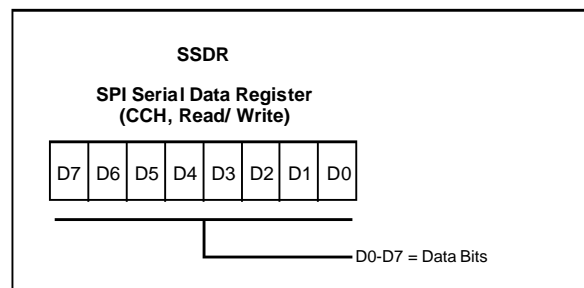 SSDR
SPI Serial Data Register
(CCH, Read/ Write)
D7 D6 D5 D4 D3 D2 D1 D0
D0-D7 = Data Bits